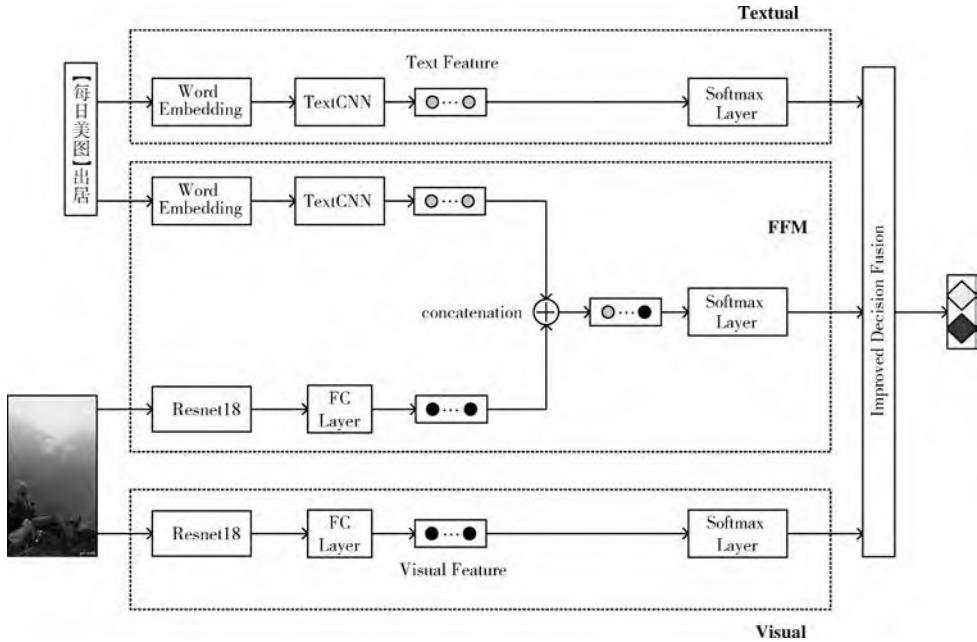 Textual
Text Feature
【每日美图】出居
Word
Embedding
TextCNN
Softmax
Layer
Word
Embedding
TextCNN
FFM
concatenation
Softmax
Layer
Improved Decision Fusion
Resnet18
FC
Layer
Resnet18
FC
Layer
Softmax
Layer
Visual Feature
Visual